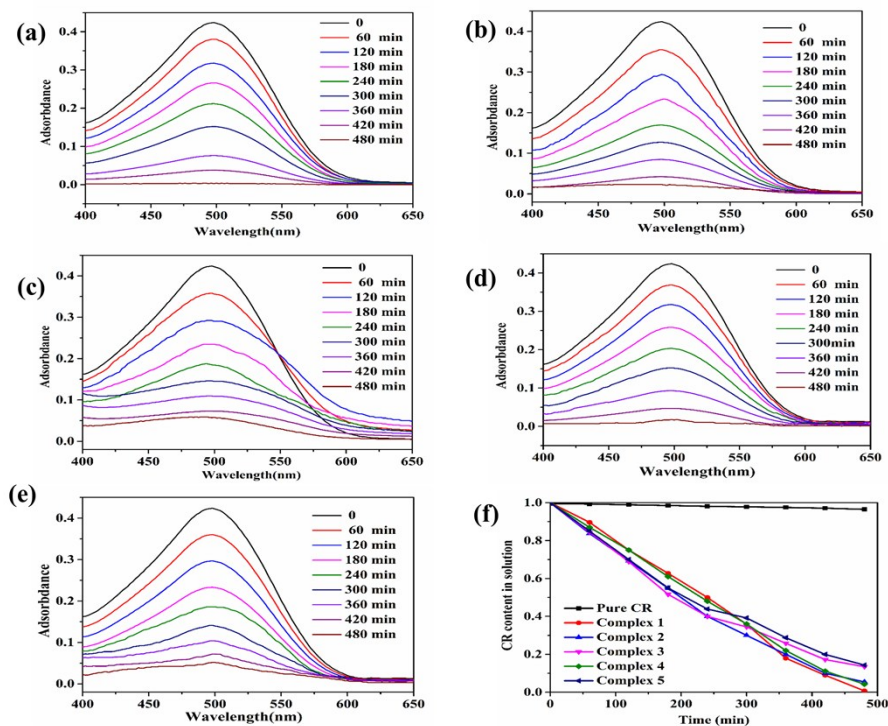 (a)
0
60 min
120 min
180 min
240 min
300 min
360 min
420 min
480 min
Adsorbdance
0.4
0.3
0.2
0.1
0.0
400 450 500 550 600 650
Wavelength(nm)
(b)
0
60 min
120 min
180 min
240 min
300 min
360 min
420 min
480 min
Adsorbdance
0.4
0.3
0.2
0.1
0.0
400 450 500 550 600 650
Wavelength(nm)
(c)
0
60 min
120 min
180 min
240 min
300 min
360 min
420 min
480 min
Adsorbdance
0.4
0.3
0.2
0.1
0.0
400 450 500 550 600 650
Wavelength(nm)
(d)
0
60 min
120 min
180 min
240 min
300min
360 min
420 min
480 min
Adsorbdance
0.4
0.3
0.2
0.1
0.0
400 450 500 550 600 650
Wavelength(nm)
(e)
0
60 min
120 min
180 min
240 min
300 min
360 min
420 min
480 min
Adsorbdance
0.4
0.3
0.2
0.1
0.0
400 450 500 550 600 650
Wavelength(nm)
(f)
CR content in solution
1.0
0.8
0.6
0.4
0.2
0.0
Pure CR
Complex 1
Complex 2
Complex 3
Complex 4
Complex 5
0 100 200 300 400 500
Time (min)